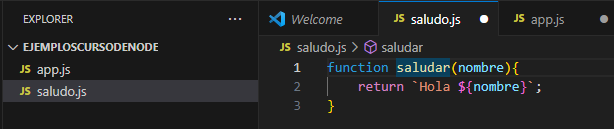 EXPLORER
EJEMPLOSCURSODENODE
JS app.js
JS saludo.js
Welcome
JS saludo.js
JS app.js
JS saludo.js > saludar
1 function saludar(nombre){
2 return `Hola ${nombre}`;
3 }